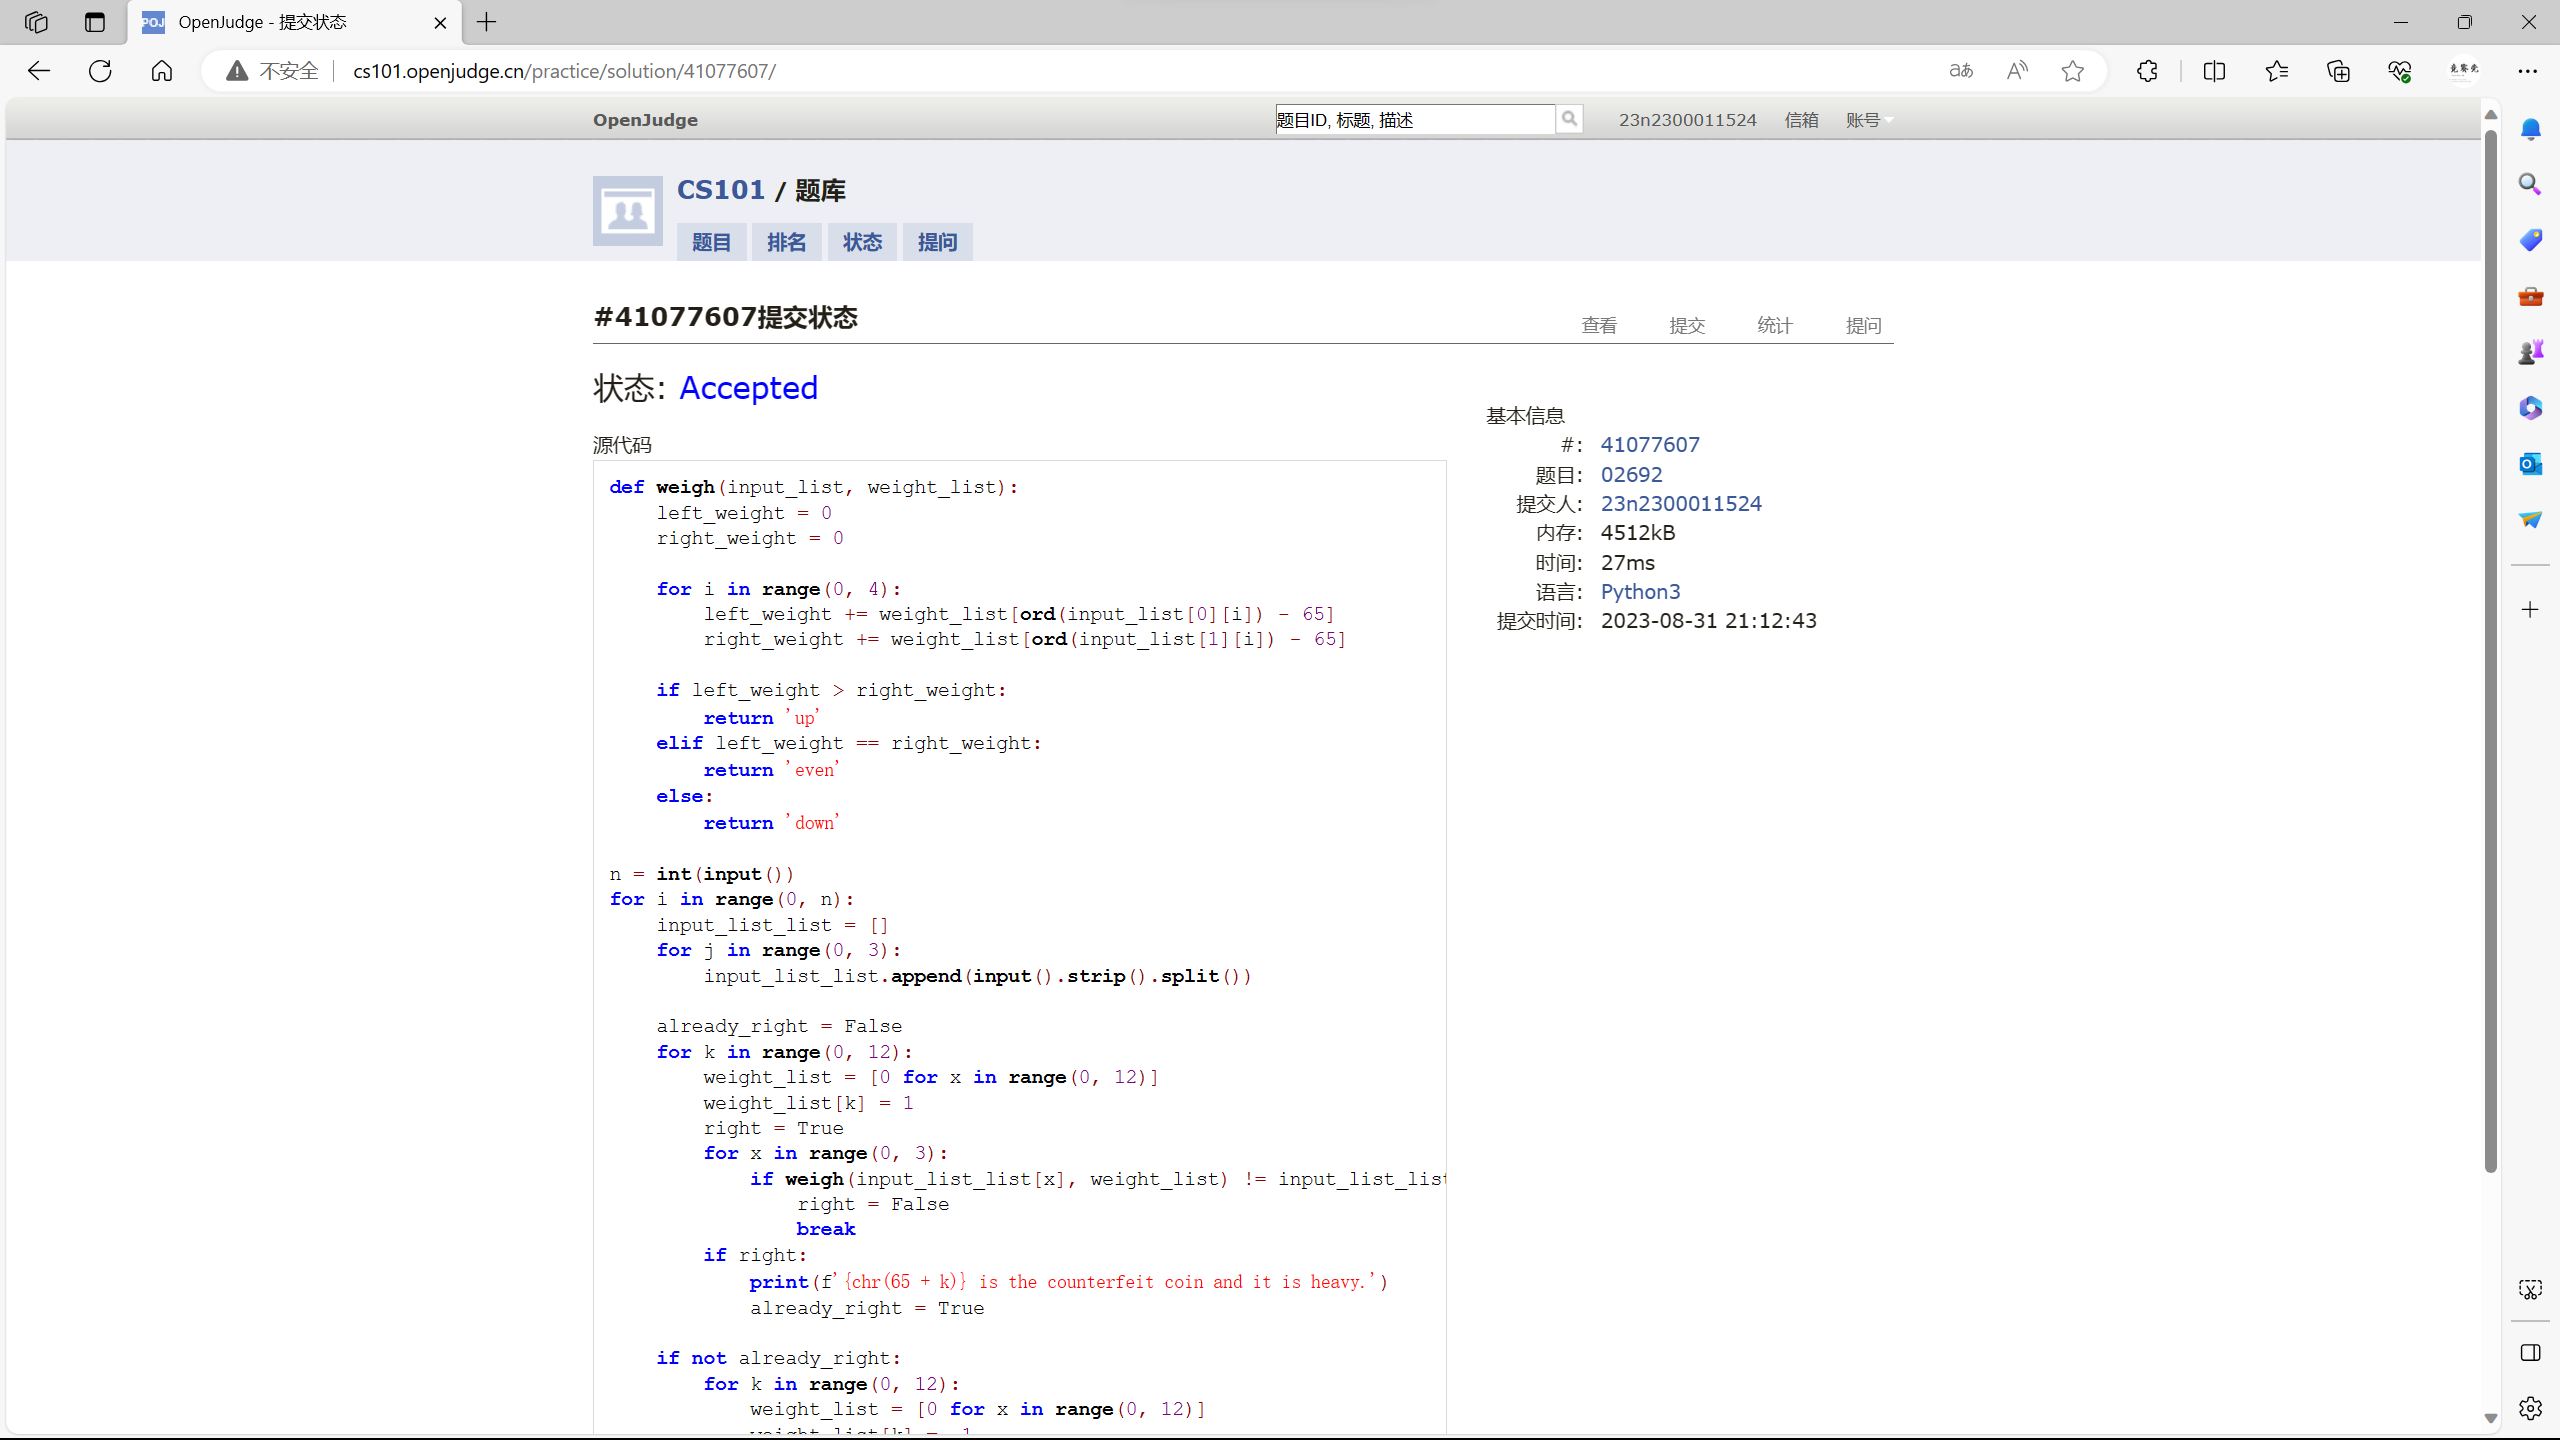 OpenJudge - 提交状态
不安全
cs101.openjudge.cn/practice/solution/41077607/
OpenJudge
题目ID, 标题, 描述
23n2300011524
信箱
账号
CS101 / 题库
题目
排名
状态
提问
#41077607提交状态
查看
提交
统计
提问
状态: Accepted
源代码
def weigh(input_list, weight_list):
    left_weight = 0
    right_weight = 0
    for i in range(0, 4):
        left_weight += weight_list[ord(input_list[0][i]) - 65]
        right_weight += weight_list[ord(input_list[1][i]) - 65]
    if left_weight > right_weight:
        return 'up'
    elif left_weight == right_weight:
        return 'even'
    else:
        return 'down'
n = int(input())
for i in range(0, n):
    input_list_list = []
    for j in range(0, 3):
        input_list_list.append(input().strip().split())
    already_right = False
    for k in range(0, 12):
        weight_list = [0 for x in range(0, 12)]
        weight_list[k] = 1
        right = True
        for x in range(0, 3):
            if weigh(input_list_list[x], weight_list) != input_list_list
                right = False
                break
        if right:
            print(f'{chr(65 + k)} is the counterfeit coin and it is heavy.')
            already_right = True
    if not already_right:
        for k in range(0, 12):
            weight_list = [0 for x in range(0, 12)]
基本信息
#: 41077607
题目: 02692
提交人: 23n2300011524
内存: 4512kB
时间: 27ms
语言: Python3
提交时间: 2023-08-31 21:12:43